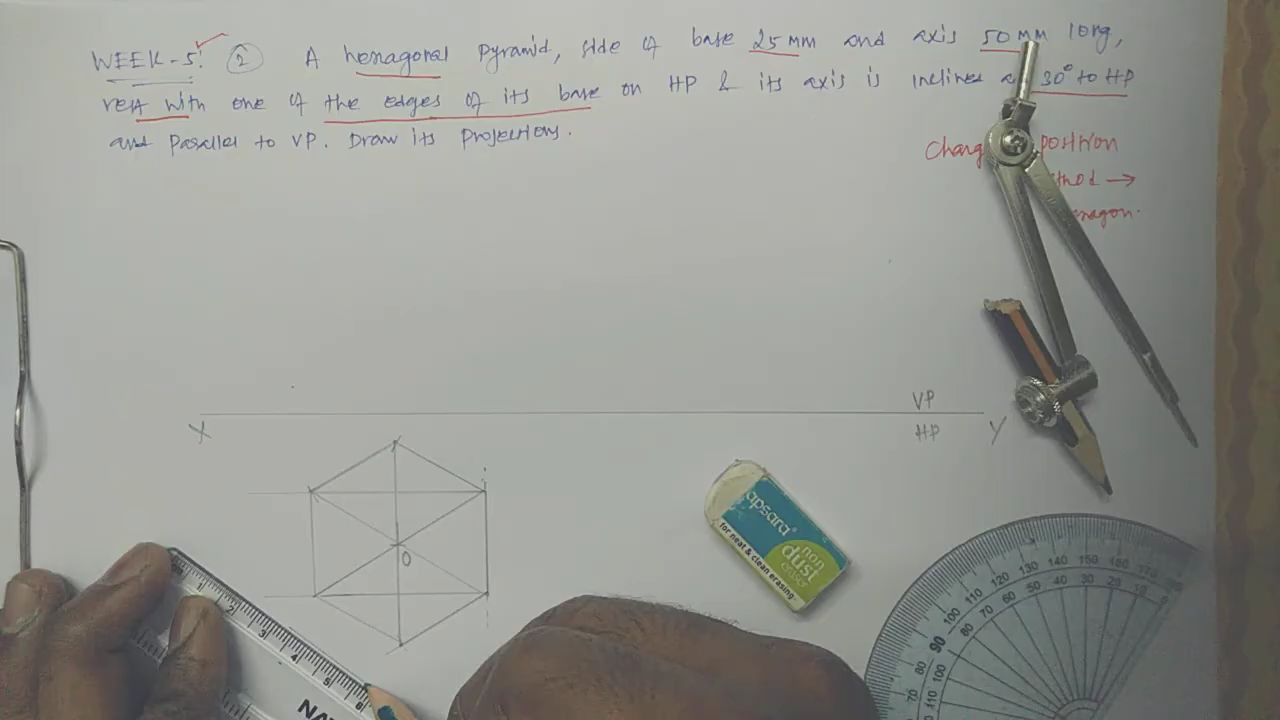 WEEK-5! ② A hexagonal pyramid, side of base 25 MM and axis 50 MM long,
rest with one of the edges of its base on HP & its axis is inclined 30° to HP
and parallel to VP. Draw its projections.
position
VP
X HP Y
O
apsara
non
dust
eraser
for neat & clean erasing